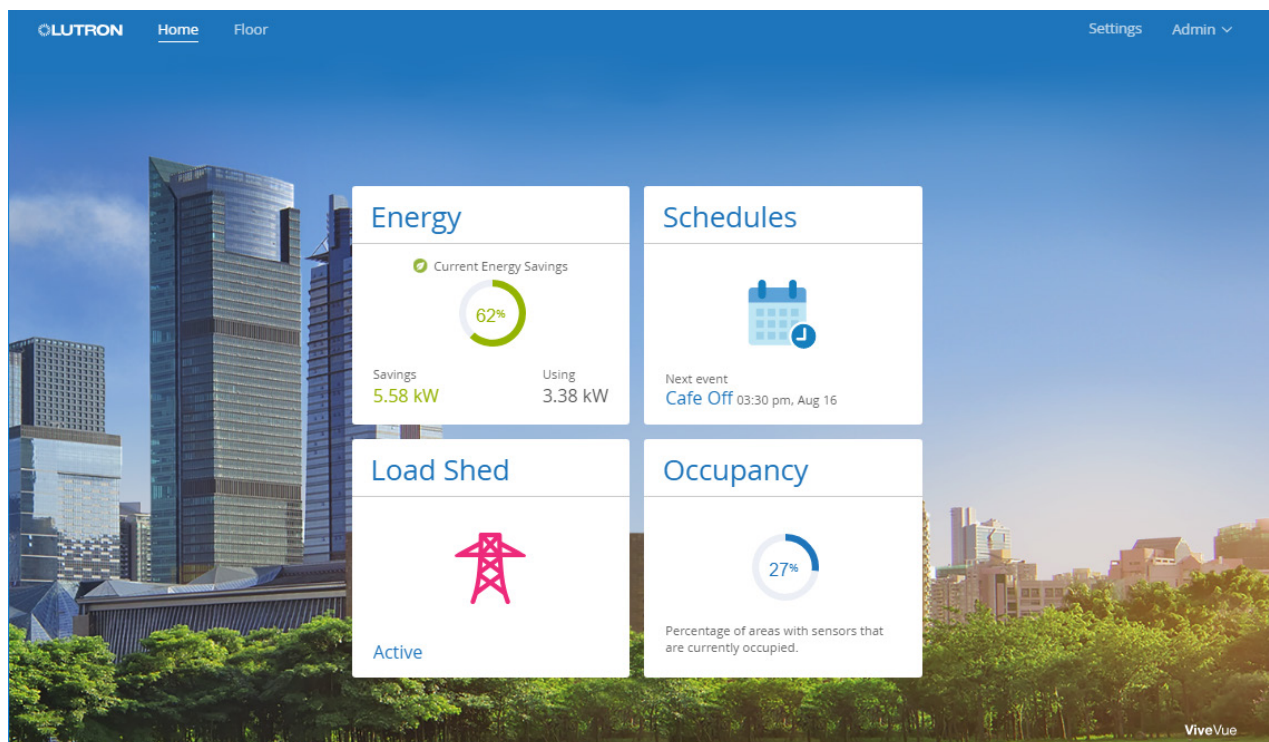 LUTRON Home Floor Settings Admin
Energy
Current Energy Savings
62%
Savings Using
5.58 kW 3.38 kW
Schedules
Next event
Cafe Off 03:30 pm, Aug 16
Load Shed
Active
Occupancy
27%
Percentage of areas with sensors that
are currently occupied.
ViveVue